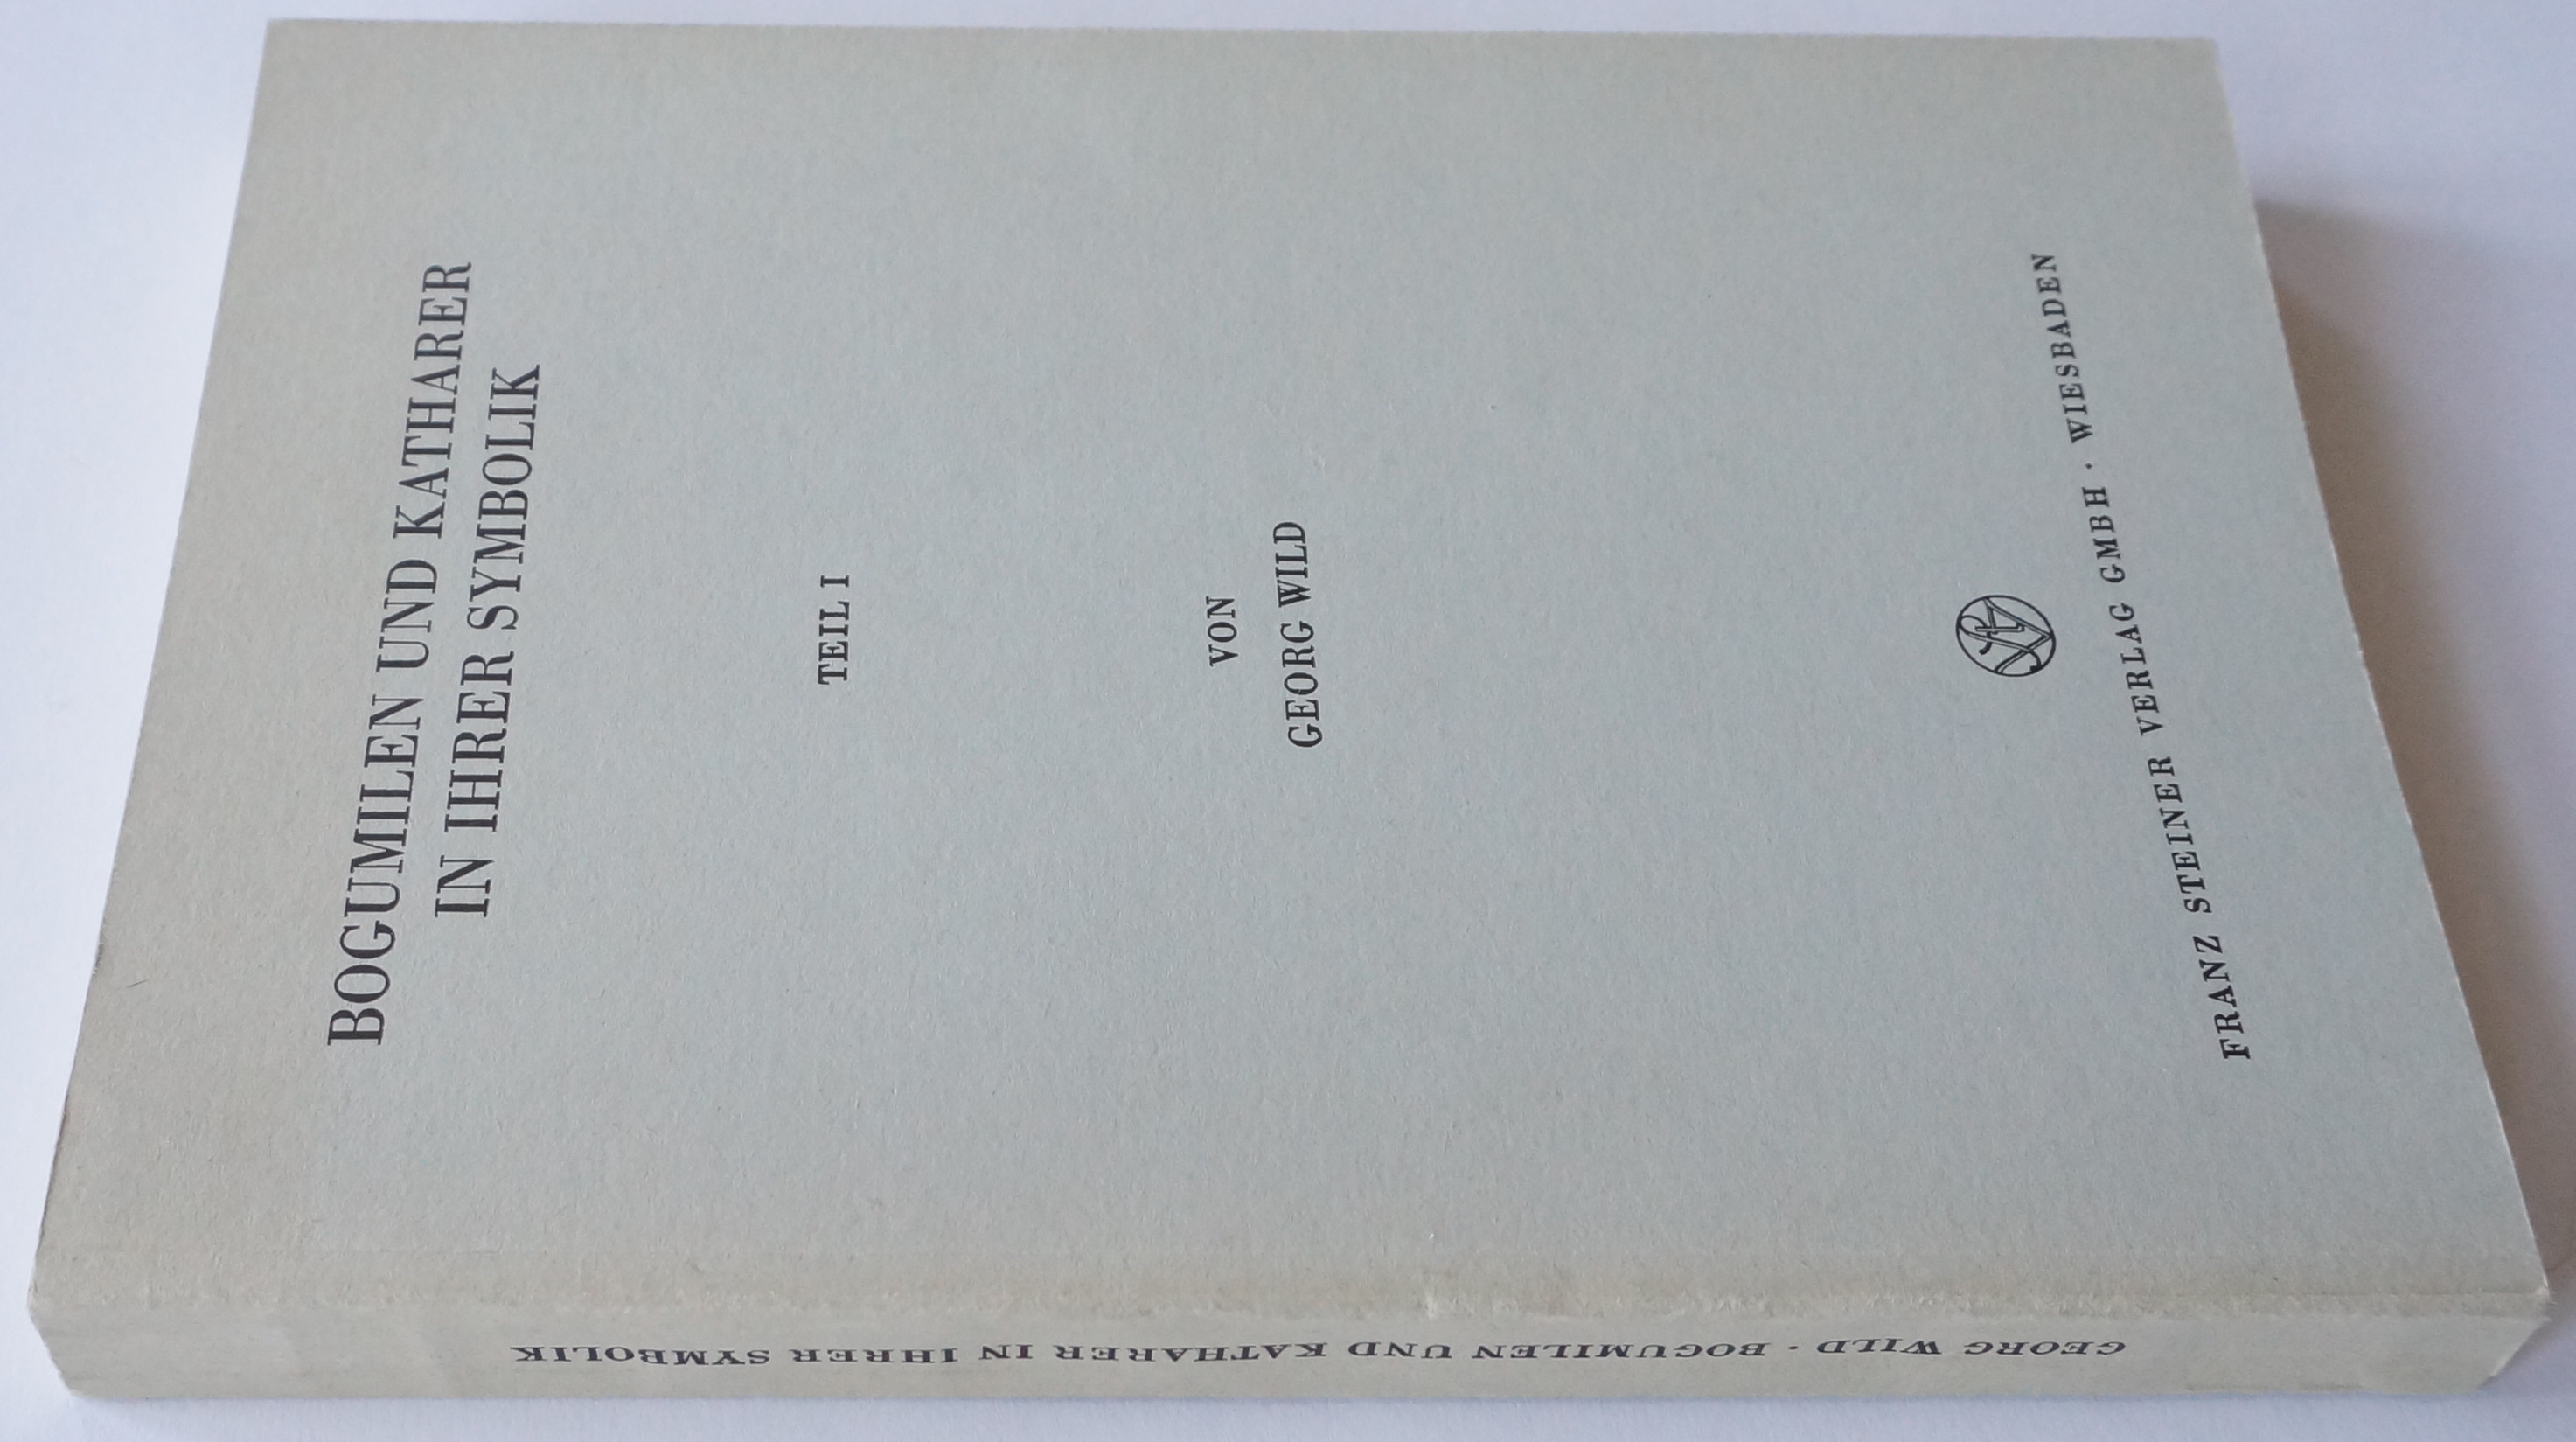 BOGUMILEN UND KATHARER
IN IHRER SYMBOLIK
TEIL I
VON
GEORG WILD
FRANZ STEINER VERLAG GMBH · WIESBADEN
GEORG WILD · BOGUMILEN UND KATHARER IN IHRER SYMBOLIK